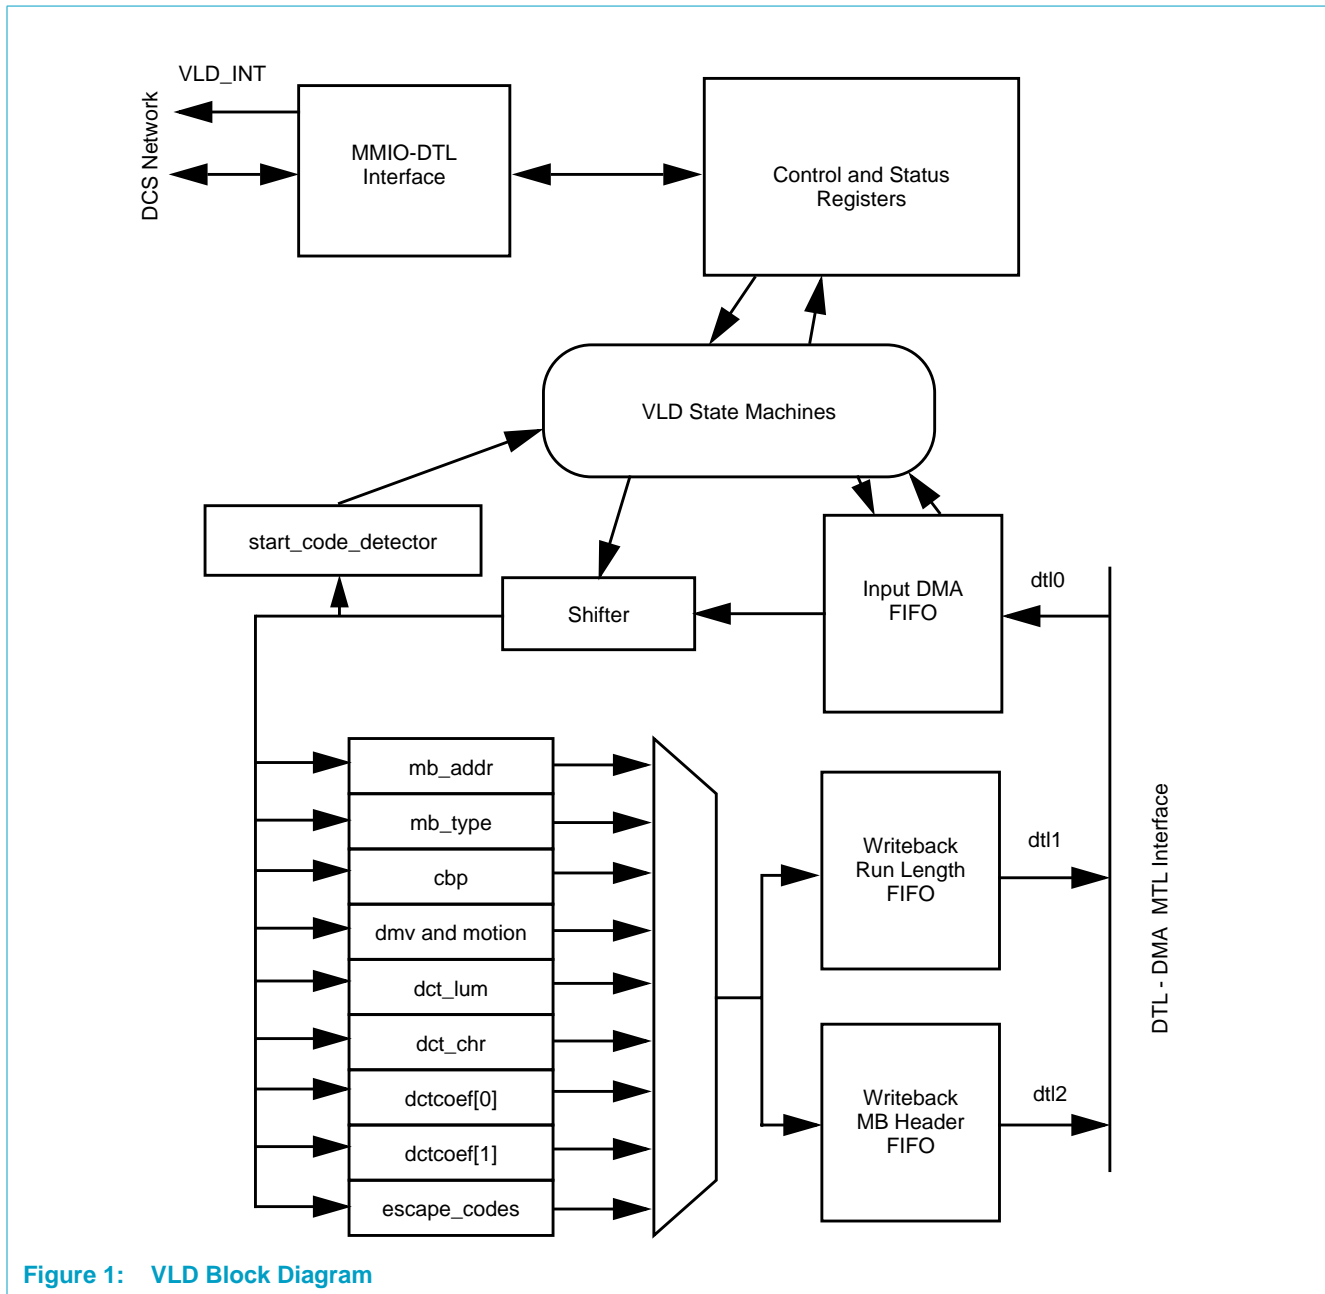 VLD_INT
DCS Network
MMIO-DTL
Interface
Control and Status
Registers
VLD State Machines
start_code_detector
Shifter
Input DMA
FIFO
dtl0
mb_addr
mb_type
cbp
dmv and motion
dct_lum
dct_chr
dctcoef[0]
dctcoef[1]
escape_codes
Writeback
Run Length
FIFO
dtl1
Writeback
MB Header
FIFO
dtl2
DTL - DMA MTL Interface
Figure 1: VLD Block Diagram